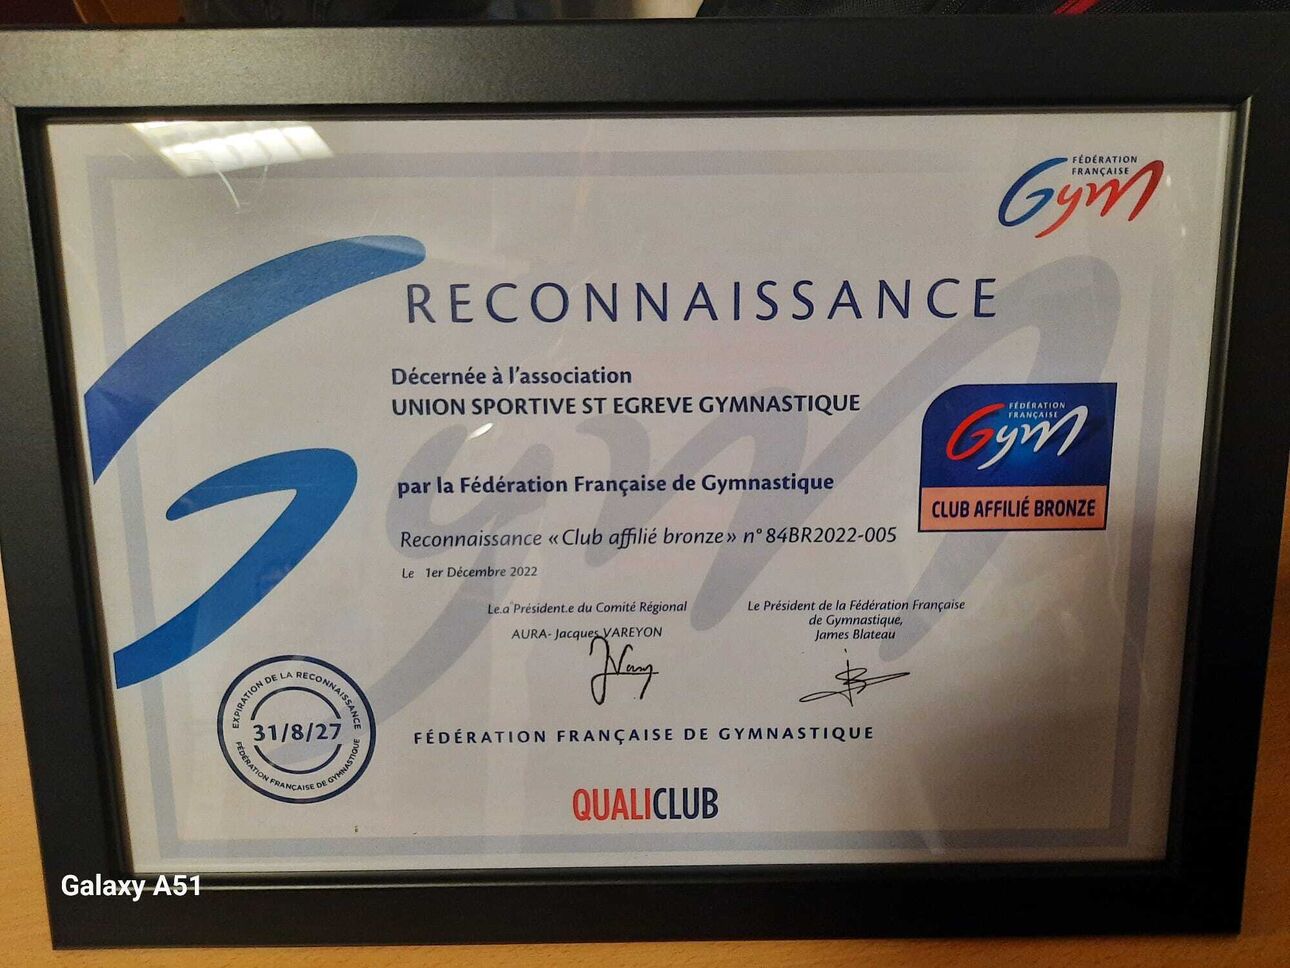 FÉDÉRATION
FRANÇAISE
Gym
RECONNAISSANCE
Décernée à l'association
UNION SPORTIVE ST EGREVE GYMNASTIQUE
FÉDÉRATION
FRANÇAISE
Gym
CLUB AFFILIÉ BRONZE
par la Fédération Française de Gymnastique
Reconnaissance « Club affilié bronze » n° 84BR2022-005
Le 1er Décembre 2022
Le.a Président.e du Comité Régional
AURA- Jacques VAREYON
Le Président de la Fédération Française
de Gymnastique,
James Blateau
EXPIRATION DE LA RECONNAISSANCE
31/8/27
FÉDÉRATION FRANÇAISE DE GYMNASTIQUE
FÉDÉRATION FRANÇAISE DE GYMNASTIQUE
QUALICLUB
Galaxy A51